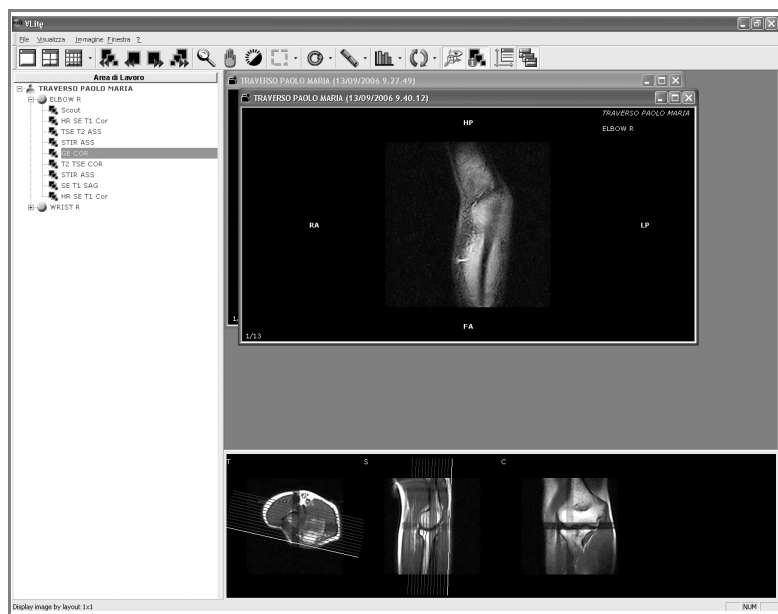 VLite
File Visualizza Immagine Finestra ?
Area di Lavoro
TRAVERSO PAOLO MARIA
ELBOW R
Scout
HR SE T1 Cor
TSE T2 ASS
STIR ASS
GE COR
T2 TSE COR
STIR ASS
SE T1 SAG
HR SE T1 Cor
WRIST R
TRAVERSO PAOLO MARIA (13/09/2006 9.27.49)
TRAVERSO PAOLO MARIA (13/09/2006 9.40.12)
TRAVERSO PAOLO MARIA
HP
ELBOW R
RA
LP
FA
1/13
T
S
C
Display image by layout 1x1
NUM